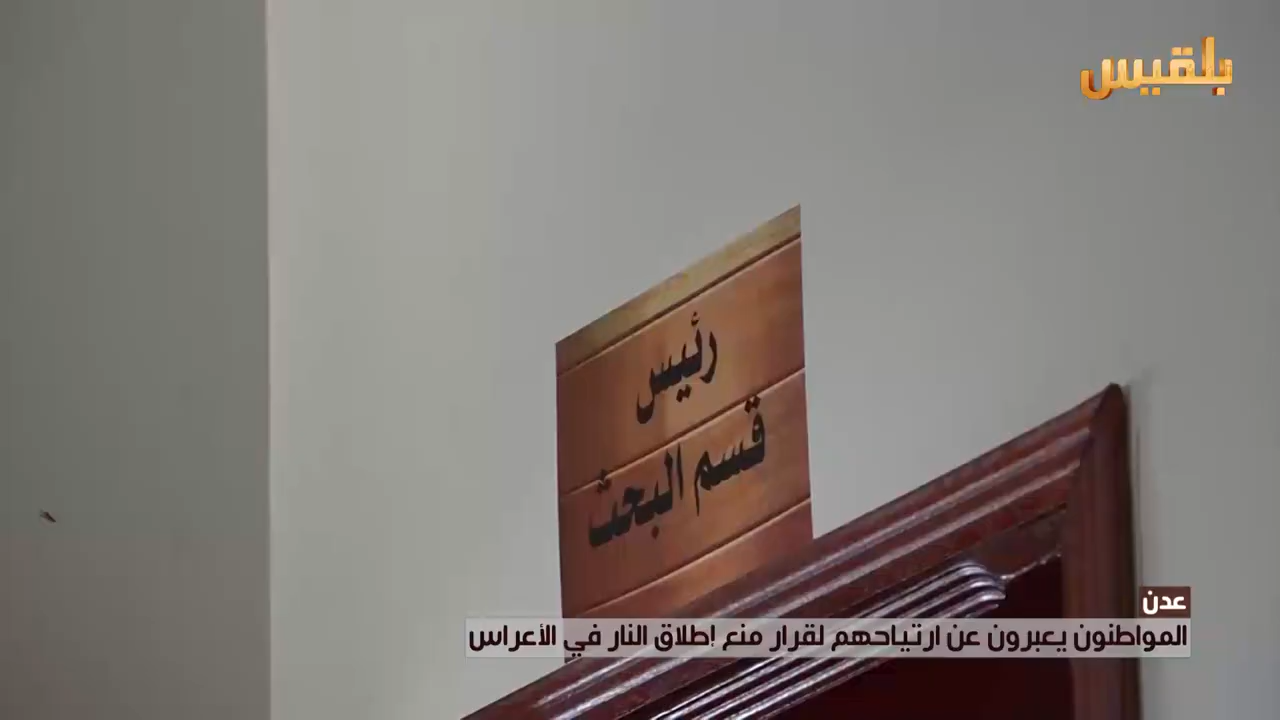 بلقيس
رئيس
قسم البحث
عدن
المواطنون يعبرون عن ارتياحهم لقرار منع إطلاق النار في الأعراس